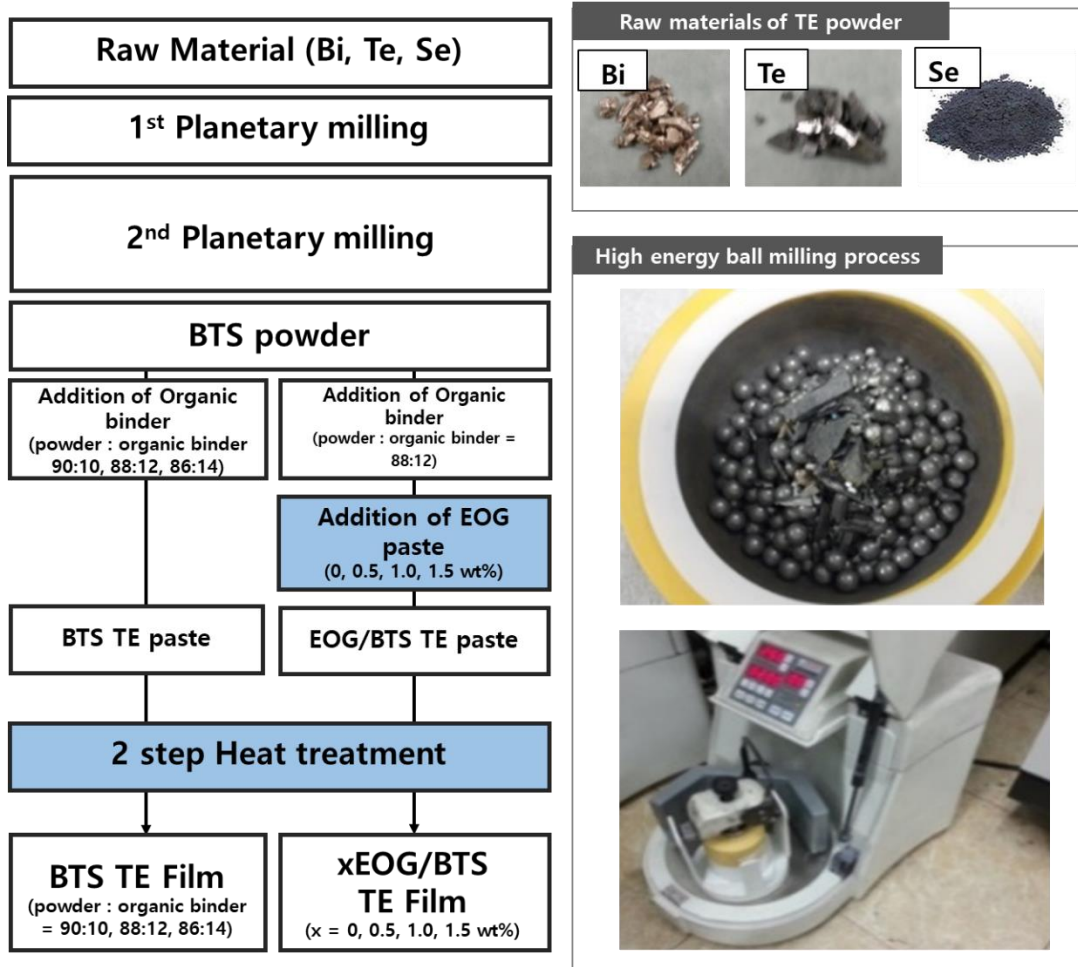 Raw Material (Bi, Te, Se)
1st Planetary milling
2nd Planetary milling
BTS powder
Addition of Organic
binder
(powder : organic binder
90:10, 88:12, 86:14)
Addition of Organic
binder
(powder : organic binder =
88:12)
Addition of EOG
paste
(0, 0.5, 1.0, 1.5 wt%)
BTS TE paste
EOG/BTS TE paste
2 step Heat treatment
BTS TE Film
(powder : organic binder
= 90:10, 88:12, 86:14)
xEOG/BTS
TE Film
(x = 0, 0.5, 1.0, 1.5 wt%)
Raw materials of TE powder
Bi
Te
Se
High energy ball milling process